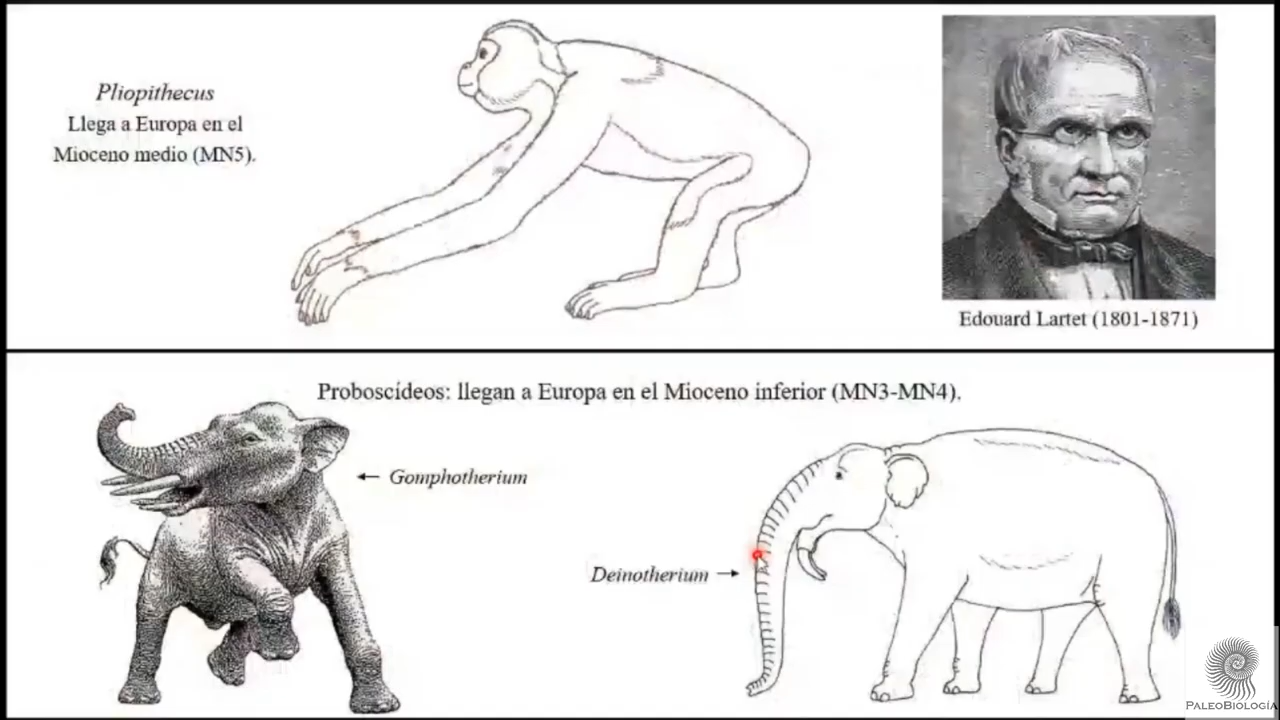 Pliopithecus
Llega a Europa en el
Mioceno medio (MN5).
Edouard Lartet (1801-1871)
Proboscídeos: llegan a Europa en el Mioceno inferior (MN3-MN4).
← Gomphotherium
Deinotherium →
PALEOBIOLOGÍA